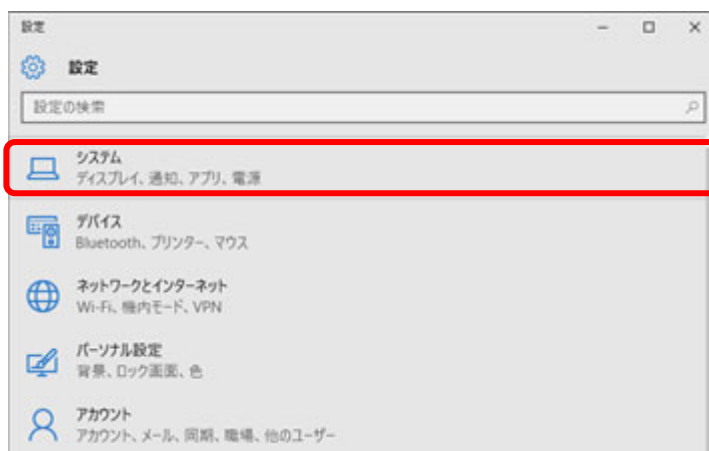 設定
設定
設定の検索
システム
ディスプレイ、通知、アプリ、電源
デバイス
Bluetooth、プリンター、マウス
ネットワークとインターネット
Wi-Fi、機内モード、VPN
パーソナル設定
背景、ロック画面、色
アカウント
アカウント、メール、同期、職場、他のユーザー